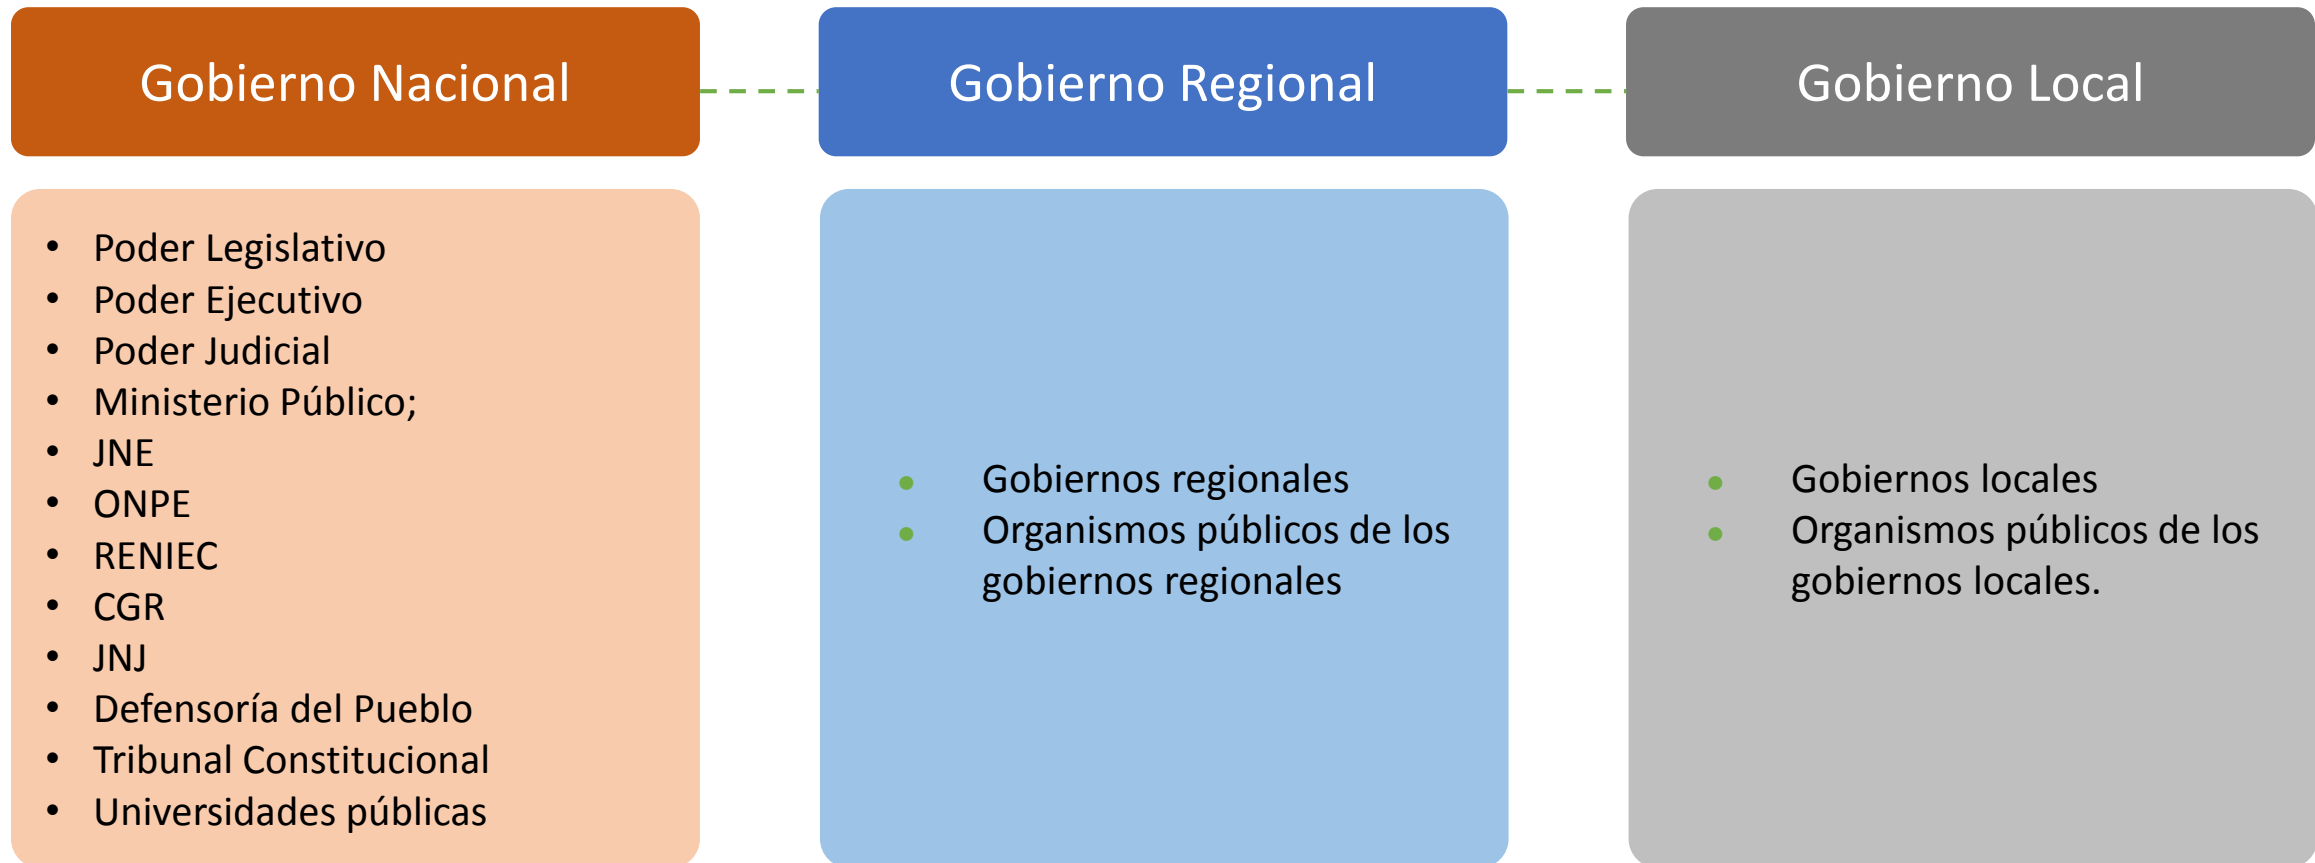 Gobierno Nacional
Gobierno Regional
Gobierno Local
• Poder Legislativo
• Poder Ejecutivo
• Poder Judicial
• Ministerio Público;
• JNE
• ONPE
• RENIEC
• CGR
• JNJ
• Defensoría del Pueblo
• Tribunal Constitucional
• Universidades públicas
• Gobiernos regionales
• Organismos públicos de los
gobiernos regionales
• Gobiernos locales
• Organismos públicos de los
gobiernos locales.